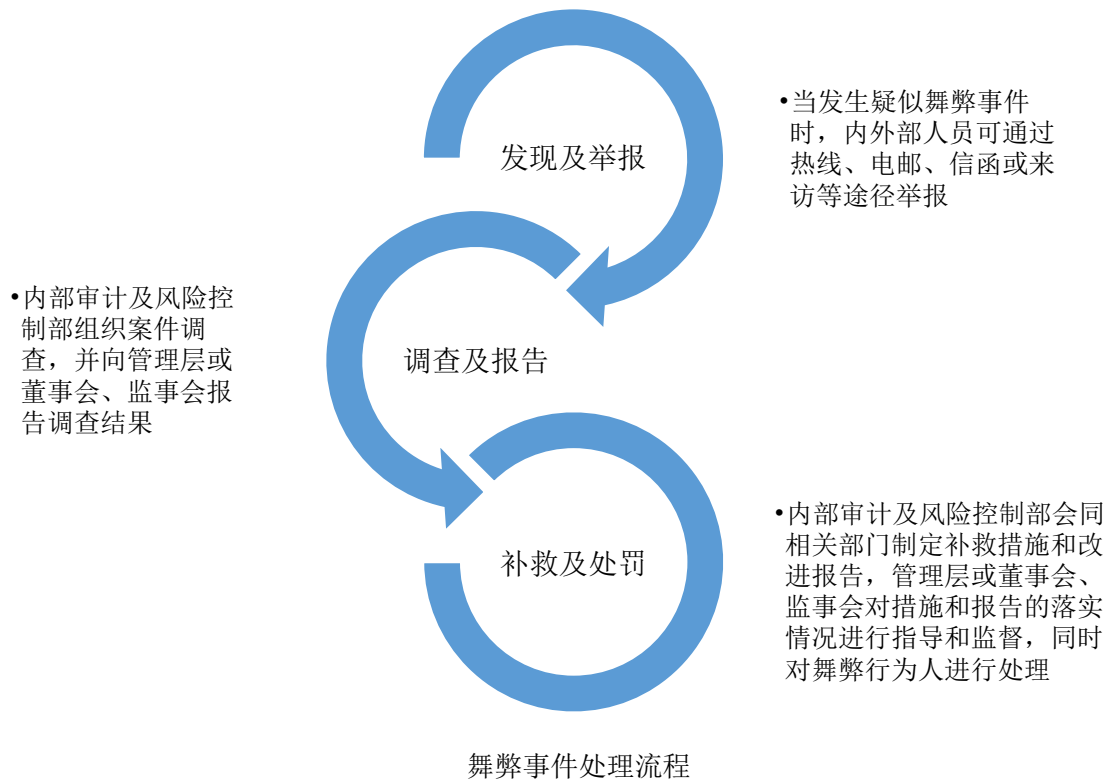 发现及举报
•当发生疑似舞弊事件
时，内外部人员可通过
热线、电邮、信函或来
访等途径举报
调查及报告
•内部审计及风险控
制部组织案件调
查，并向管理层或
董事会、监事会报
告调查结果
补救及处罚
•内部审计及风险控制部会同
相关部门制定补救措施和改
进报告，管理层或董事会、
监事会对措施和报告的落实
情况进行指导和监督，同时
对舞弊行为人进行处理
舞弊事件处理流程